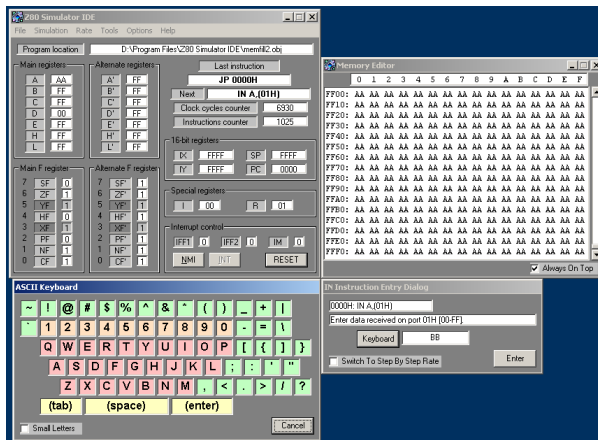 Z80 Simulator IDE
File Simulation Rate Tools Options Help
Program location D:\Program Files\Z80 Simulator IDE\memfill2.obj
Main registers
A AA
B FF
C FF
D 00
E FF
H FF
L FF
Alternate registers
A' FF
B' FF
C' FF
D' FF
E' FF
H' FF
L' FF
Last instruction
JP 0000H
Next IN A,(01H)
Clock cycles counter 6930
Instructions counter 1025
16-bit registers
IX FFFF SP FFFF
IY FFFF PC 0000
Main F register
7 SF 0
6 ZF 1
5 YF 1
4 HF 0
3 XF 1
2 PF 0
1 NF 1
0 CF 1
Alternate F register
7 SF' 1
6 ZF' 1
5 YF' 1
4 HF' 1
3 XF' 1
2 PF' 1
1 NF' 1
0 CF' 1
Special registers
I 00 R 01
Interrupt control
IFF1 0 IFF2 0 IM 0
NMI INT RESET
Memory Editor
0 1 2 3 4 5 6 7 8 9 A B C D E F
FF00: AA AA AA AA AA AA AA AA AA AA AA AA AA AA AA AA
FF10: AA AA AA AA AA AA AA AA AA AA AA AA AA AA AA AA
FF20: AA AA AA AA AA AA AA AA AA AA AA AA AA AA AA AA
FF30: AA AA AA AA AA AA AA AA AA AA AA AA AA AA AA AA
FF40: AA AA AA AA AA AA AA AA AA AA AA AA AA AA AA AA
FF50: AA AA AA AA AA AA AA AA AA AA AA AA AA AA AA AA
FF60: AA AA AA AA AA AA AA AA AA AA AA AA AA AA AA AA
FF70: AA AA AA AA AA AA AA AA AA AA AA AA AA AA AA AA
FF80: AA AA AA AA AA AA AA AA AA AA AA AA AA AA AA AA
FF90: AA AA AA AA AA AA AA AA AA AA AA AA AA AA AA AA
FFA0: AA AA AA AA AA AA AA AA AA AA AA AA AA AA AA AA
FFB0: AA AA AA AA AA AA AA AA AA AA AA AA AA AA AA AA
FFC0: AA AA AA AA AA AA AA AA AA AA AA AA AA AA AA AA
FFD0: AA AA AA AA AA AA AA AA AA AA AA AA AA AA AA AA
FFE0: AA AA AA AA AA AA AA AA AA AA AA AA AA AA AA AA
FFF0: AA AA AA AA AA AA AA AA AA AA AA AA AA AA AA AA
Always On Top
ASCII Keyboard
~ ! @ # $ % ^ & * ( ) _ + |
` 1 2 3 4 5 6 7 8 9 0 - = \
Q W E R T Y U I O P [ { ] }
A S D F G H J K L ; : ' "
Z X C V B N M , < . > / ?
(tab) (space) (enter)
Small Letters Cancel
IN Instruction Entry Dialog
0000H: IN A,(01H)
Enter data received on port 01H [00-FF].
Keyboard BB
Switch To Step By Step Rate Enter